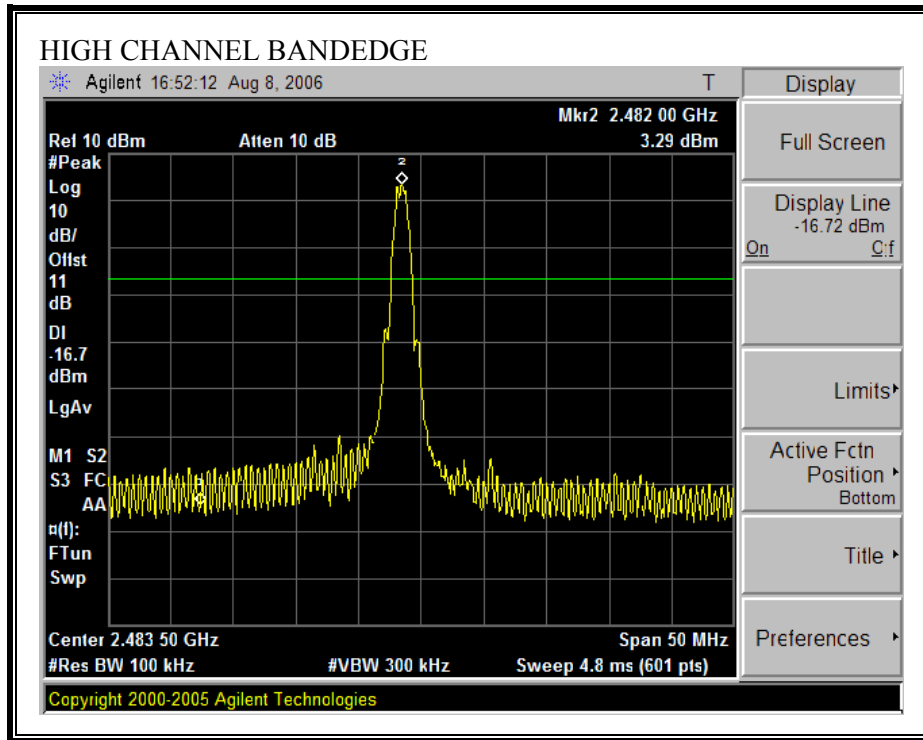 HIGH CHANNEL BANDEDGE
Agilent 16:52:12 Aug 8, 2006 T
Display
Mkr2 2.482 00 GHz
Ref 10 dBm Atten 10 dB 3.29 dBm
Full Screen
#Peak
Log
10
dB/
Offst
11
dB
DI
-16.7
dBm
LgAv
M1 S2
S3 FC
AA
¤(f):
FTun
Swp
2
Display Line
-16.72 dBm
On
Limits
Active Fctn
Position
Bottom
Title
Preferences
Center 2.483 50 GHz Span 50 MHz
#Res BW 100 kHz #VBW 300 kHz Sweep 4.8 ms (601 pts)
Copyright 2000-2005 Agilent Technologies